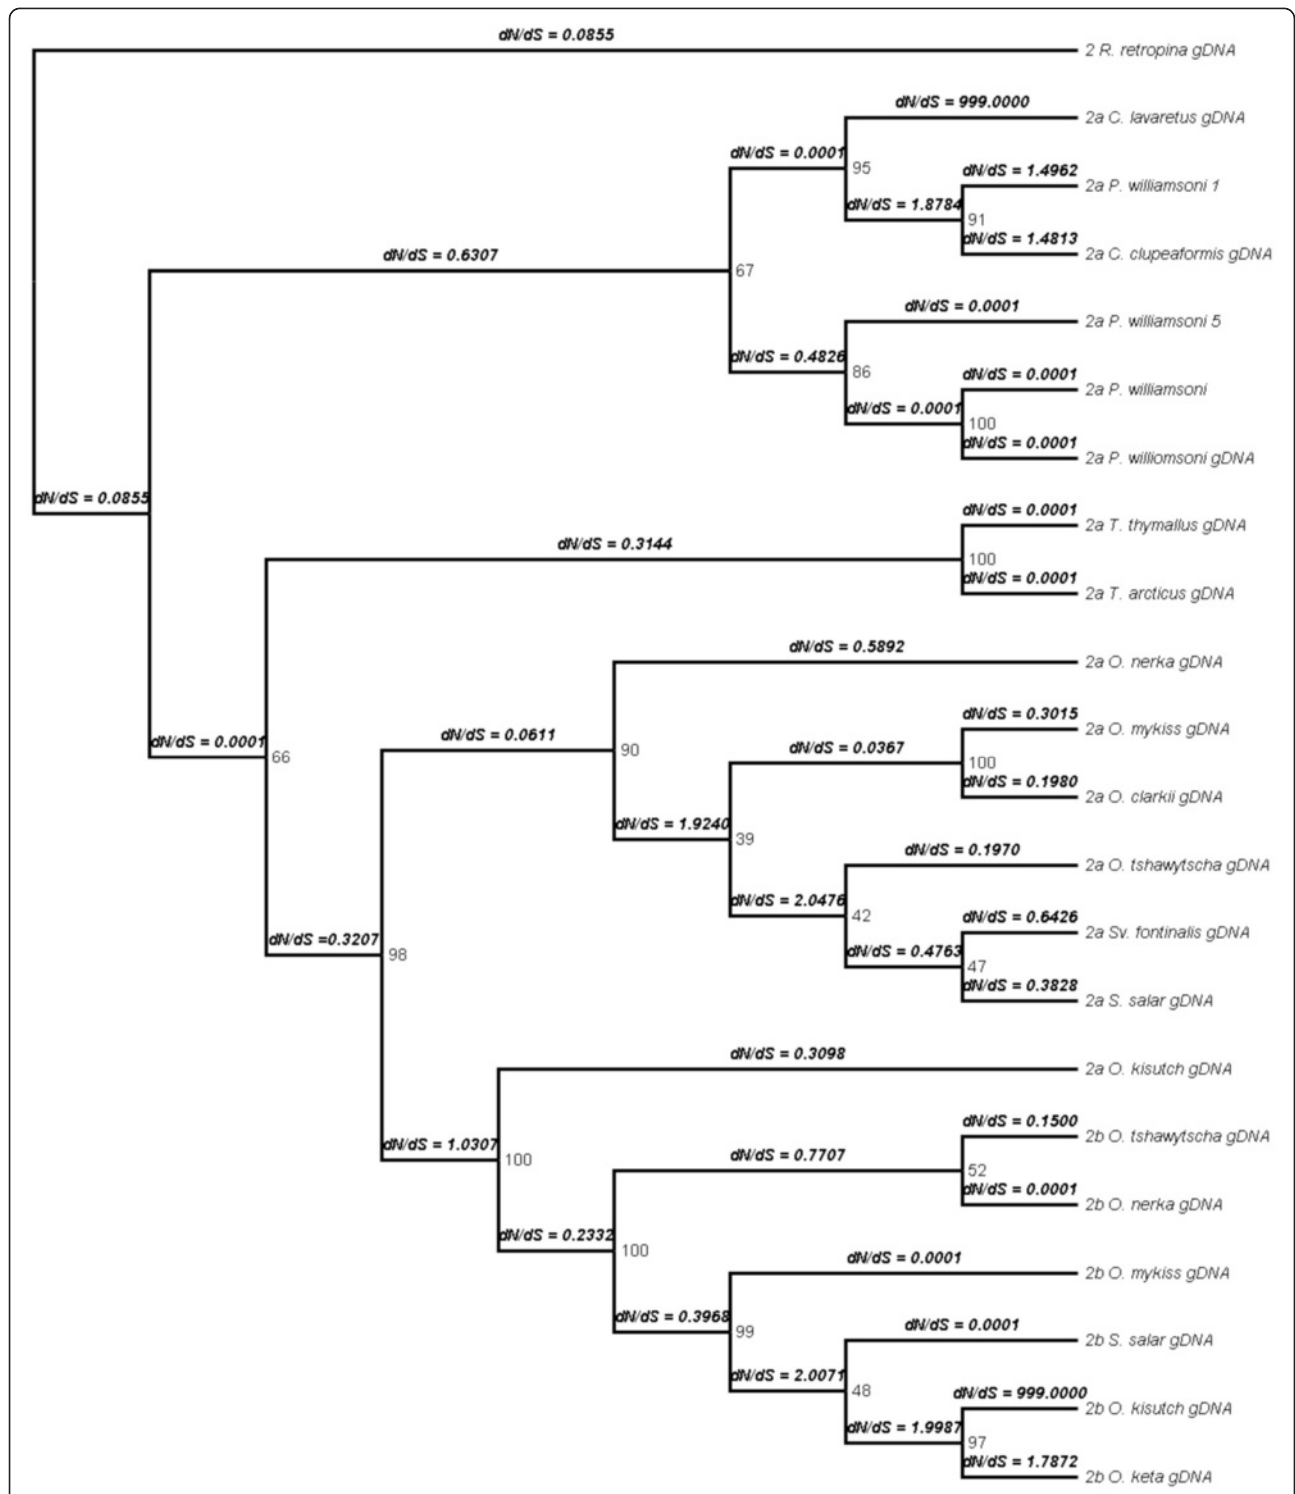 dN/dS = 0.0855
2 R. retropina gDNA
dN/dS = 999.0000
2a C. lavaretus gDNA
dN/dS = 0.0001
95
dN/dS = 1.4962
2a P. williamsoni 1
dN/dS = 1.8784
91
dN/dS = 1.4813
2a C. clupeaformis gDNA
dN/dS = 0.6307
67
dN/dS = 0.0001
2a P. williamsoni 5
dN/dS = 0.4826
86
dN/dS = 0.0001
2a P. williamsoni
dN/dS = 0.0001
100
dN/dS = 0.0001
2a P. williomsoni gDNA
dN/dS = 0.0855
dN/dS = 0.0001
2a T. thymallus gDNA
dN/dS = 0.3144
100
dN/dS = 0.0001
2a T. arcticus gDNA
dN/dS = 0.5892
2a O. nerka gDNA
dN/dS = 0.0001
66
dN/dS = 0.0611
90
dN/dS = 0.3015
2a O. mykiss gDNA
dN/dS = 0.0367
100
dN/dS = 0.1980
2a O. clarkii gDNA
dN/dS = 1.9240
39
dN/dS = 0.1970
2a O. tshawytscha gDNA
dN/dS = 2.0476
42
dN/dS = 0.6426
2a Sv. fontinalis gDNA
dN/dS =0.3207
98
dN/dS = 0.4763
47
dN/dS = 0.3828
2a S. salar gDNA
dN/dS = 0.3098
2a O. kisutch gDNA
dN/dS = 1.0307
100
dN/dS = 0.1500
2b O. tshawytscha gDNA
dN/dS = 0.7707
52
dN/dS = 0.0001
2b O. nerka gDNA
dN/dS = 0.2332
100
dN/dS = 0.0001
2b O. mykiss gDNA
dN/dS = 0.3968
99
dN/dS = 0.0001
2b S. salar gDNA
dN/dS = 2.0071
48
dN/dS = 999.0000
2b O. kisutch gDNA
dN/dS = 1.9987
97
dN/dS = 1.7872
2b O. keta gDNA